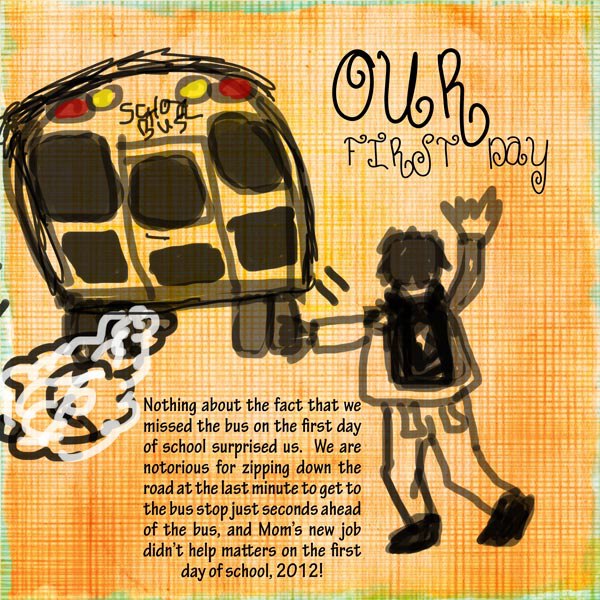 SCHOOL
BUS
OUR
FIRST DAY
Nothing about the fact that we
missed the bus on the first day
of school surprised us. We are
notorious for zipping down the
road at the last minute to get to
the bus stop just seconds ahead
of the bus, and Mom's new job
didn't help matters on the first
day of school, 2012!